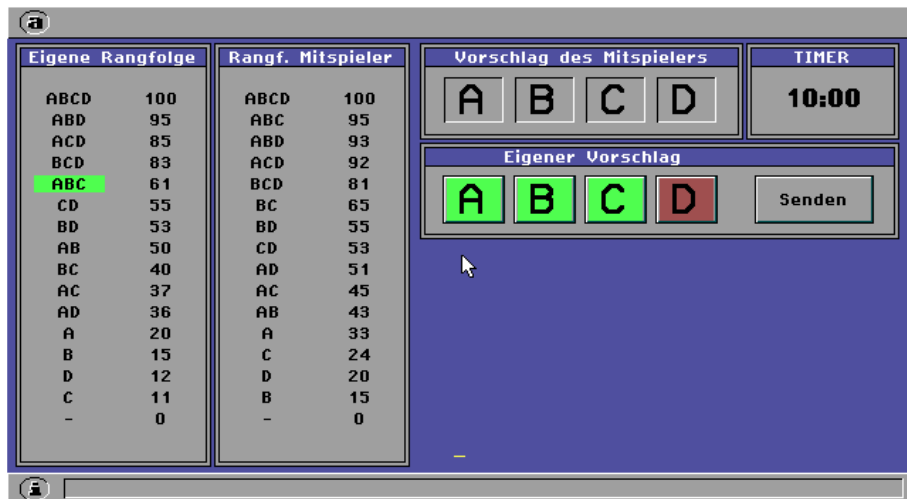 a
Eigene Rangfolge
ABCD 100
ABD 95
ACD 85
BCD 83
ABC 61
CD 55
BD 53
AB 50
BC 40
AC 37
AD 36
A 20
B 15
D 12
C 11
- 0
Rangf. Mitspieler
ABCD 100
ABC 95
ABD 93
ACD 92
BCD 81
BC 65
BD 55
CD 53
AD 51
AC 45
AB 43
A 33
C 24
D 20
B 15
- 0
Vorschlag des Mitspielers
A B C D
TIMER
10:00
Eigener Vorschlag
A B C D Senden
i